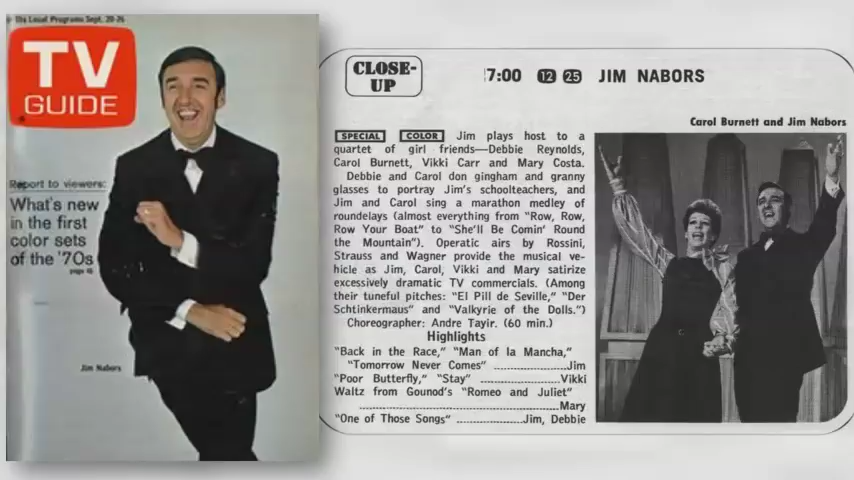 The Local Programs Sept. 20-26
TV
GUIDE
Report to viewers:
What's new
in the first
color sets
of the '70s
page 46
Jim Nabors
CLOSE-
UP
7:00 12 25 JIM NABORS
Carol Burnett and Jim Nabors
SPECIAL COLOR Jim plays host to a
quartet of girl friends—Debbie Reynolds,
Carol Burnett, Vikki Carr and Mary Costa.
Debbie and Carol don gingham and granny
glasses to portray Jim's schoolteachers, and
Jim and Carol sing a marathon medley of
roundelays (almost everything from "Row, Row,
Row Your Boat" to "She'll Be Comin' Round
the Mountain"). Operatic airs by Rossini,
Strauss and Wagner provide the musical ve-
hicle as Jim, Carol, Vikki and Mary satirize
excessively dramatic TV commercials. (Among
their tuneful pitches: "El Pill de Seville," "Der
Schtinkermaus" and "Valkyrie of the Dolls.")
Choreographer: Andre Tayir. (60 min.)
Highlights
"Back in the Race," "Man of la Mancha,"
"Tomorrow Never Comes" ....................Jim
"Poor Butterfly," "Stay" ......................Vikki
Waltz from Gounod's "Romeo and Juliet"
........................................................Mary
"One of Those Songs" ....................Jim, Debbie